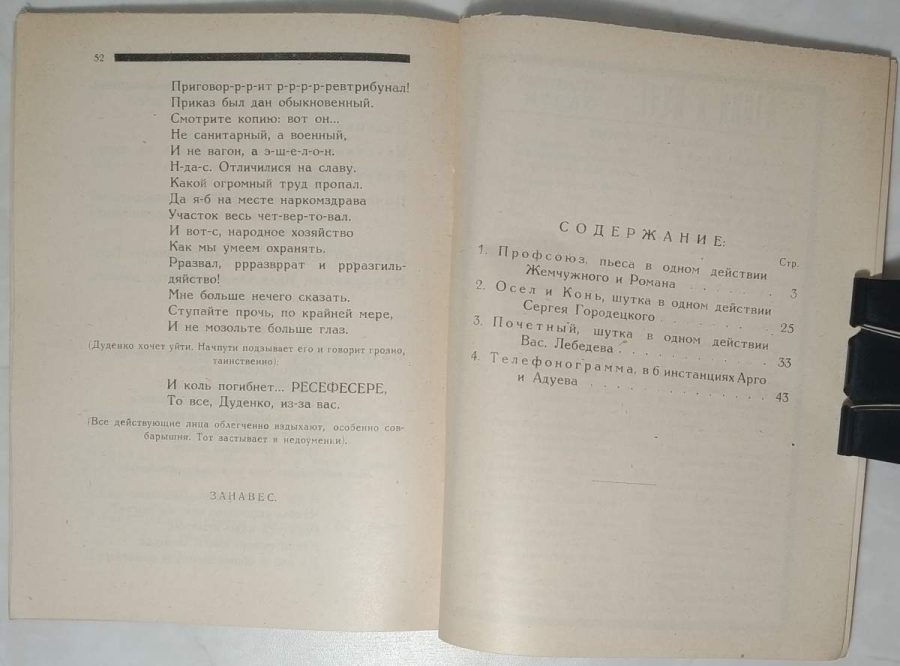 52
Приговор-р-р-ит р-р-р-р-ревтрибунал!
Приказ был дан обыкновенный.
Смотрите копию: вот он...
Не санитарный, а военный,
И не вагон, а э-ш-е-л-о-н.
Н-да-с. Отличилися на славу.
Какой огромный труд пропал.
Да я-б на месте наркомздрава
Участок весь чет-вер-то-вал.
И вот-с, народное хозяйство
Как мы умеем охранять.
Рразвал, ррразвррат и ррразгиль-
дяйство!
Мне больше нечего сказать.
Ступайте прочь, по крайней мере,
И не мозольте больше глаз.
(Дуденко хочет уйти. Начпути подзывает его и говорит гролно,
таинственно):
И коль погибнет... РЕСЕФЕСЕРЕ,
То все, Дуденко, из-за вас.
(Все действующие лица облегченно вздыхают, особенно сов-
барышня. Тот застывает в недоуменки).
ЗАНАВЕС.
СОДЕРЖАНИЕ:
Стр.
1. Профсоюз, пьеса в одном действии
Жемчужного и Романа . . . . . . . 3
2. Осел и Конь, шутка в одном действии
Сергея Городецкого . . . . . . . . 25
3. Почетный, шутка в одном действии
Вас. Лебедева . . . . . . . . . . 33
4. Телефонограмма, в 6 инстанциях Арго
и Адуева . . . . . . . . . . . . 43